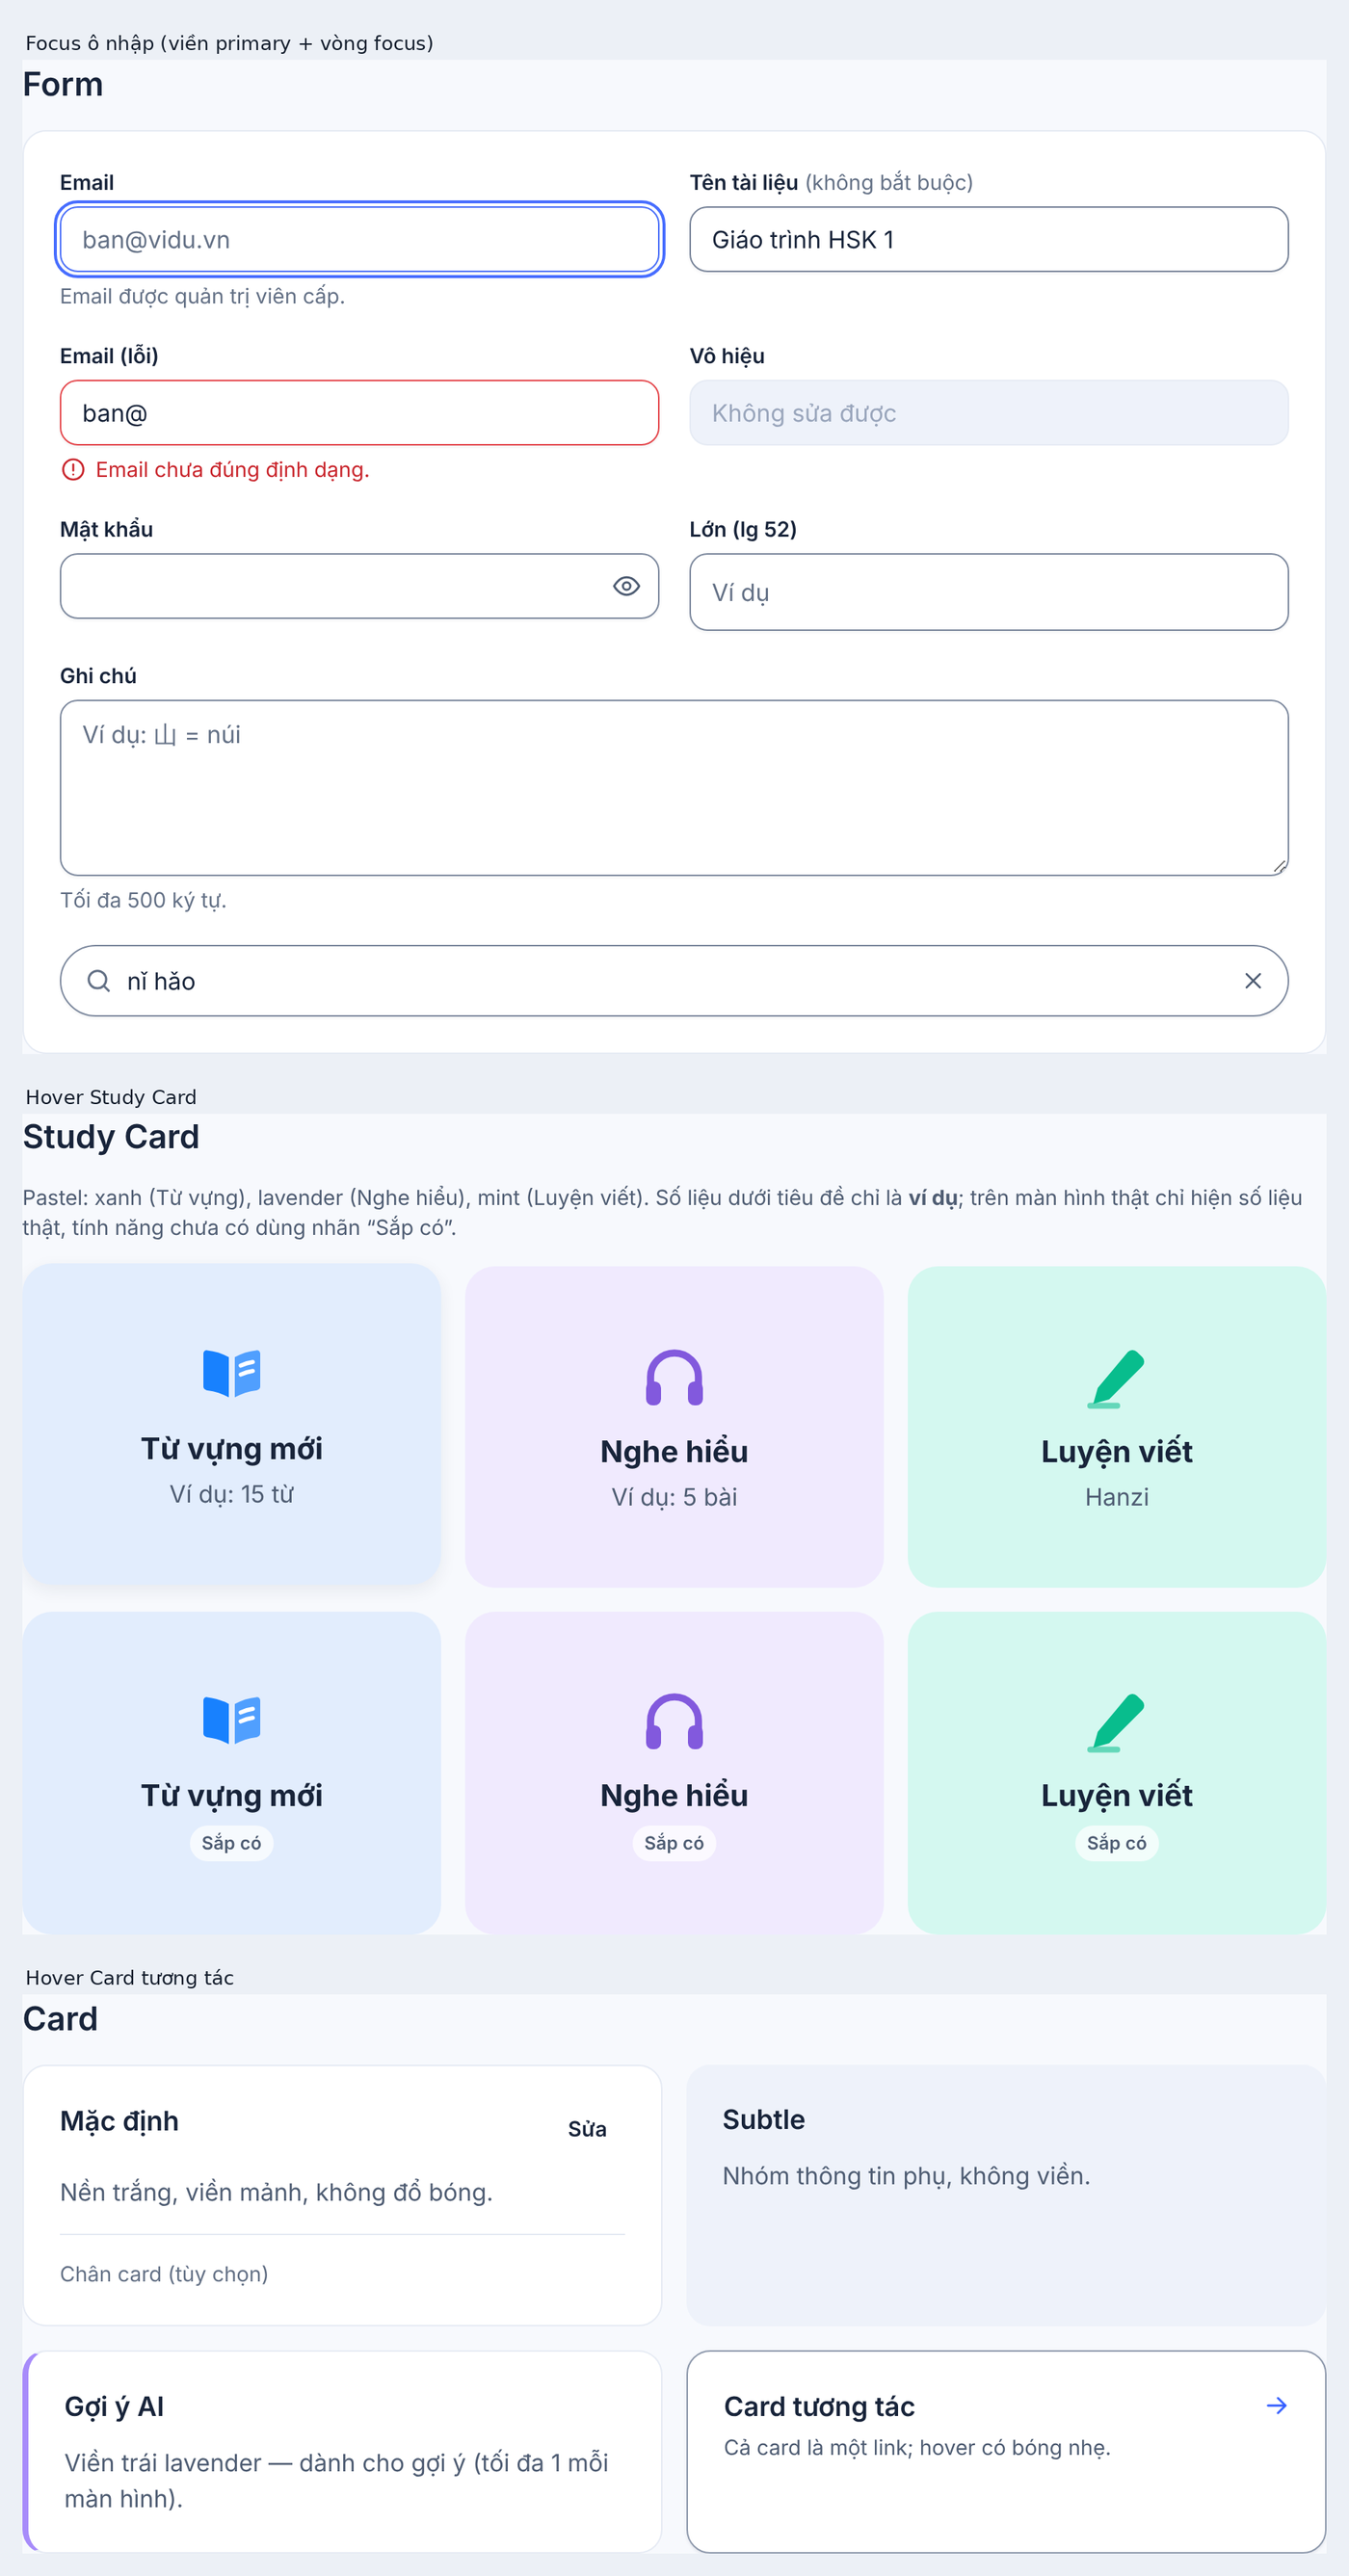 Focus ô nhập (viền primary + vòng focus)
Form
Email
Tên tài liệu (không bắt buộc)
ban@vidu.vn
Giáo trình HSK 1
Email được quản trị viên cấp.
Email (lỗi)
Vô hiệu
ban@
Không sửa được
Email chưa đúng định dạng.
Mật khẩu
Lớn (lg 52)
Ví dụ
Ghi chú
Ví dụ: 山 = núi
Tối đa 500 ký tự.
nǐ hǎo
Hover Study Card
Study Card
Pastel: xanh (Từ vựng), lavender (Nghe hiểu), mint (Luyện viết). Số liệu dưới tiêu đề chỉ là ví dụ; trên màn hình thật chỉ hiện số liệu
thật, tính năng chưa có dùng nhãn “Sắp có”.
Từ vựng mới
Ví dụ: 15 từ
Nghe hiểu
Ví dụ: 5 bài
Luyện viết
Hanzi
Từ vựng mới
Sắp có
Nghe hiểu
Sắp có
Luyện viết
Sắp có
Hover Card tương tác
Card
Mặc định
Sửa
Nền trắng, viền mảnh, không đổ bóng.
Chân card (tùy chọn)
Subtle
Nhóm thông tin phụ, không viền.
Gợi ý AI
Viền trái lavender — dành cho gợi ý (tối đa 1 mỗi
màn hình).
Card tương tác
Cả card là một link; hover có bóng nhẹ.